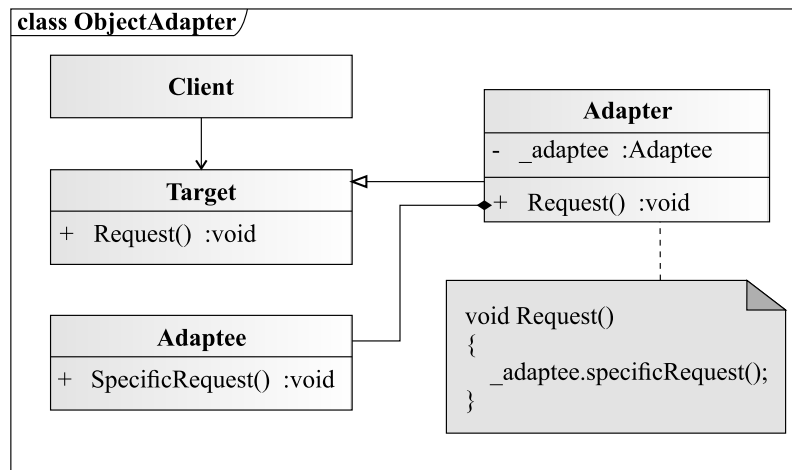 class ObjectAdapter
Client
Target
+ Request() :void
Adaptee
+ SpecificRequest() :void
Adapter
- _adaptee :Adaptee
+ Request() :void
void Request()
{
_adaptee.specificRequest();
}